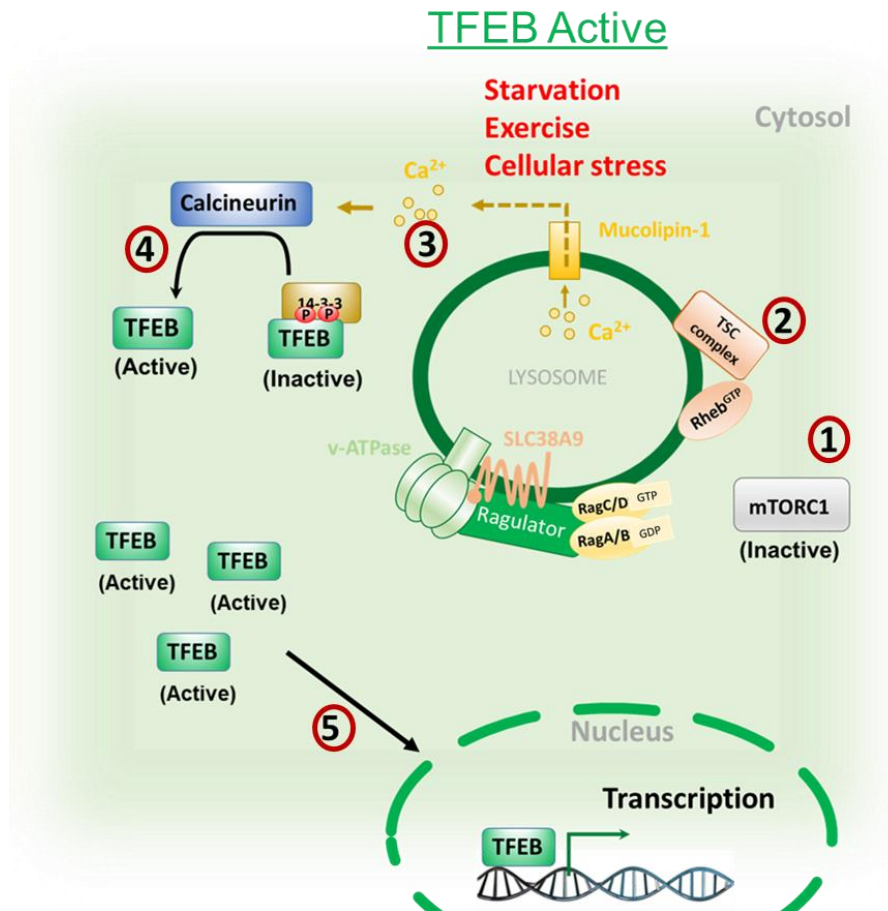 TFEB Active
Starvation
Exercise
Cellular stress
Cytosol
Ca²⁺
Calcineurin
Mucolipin-1
4
3
14-3-3
P P
TFEB
(Active)
TFEB
(Inactive)
Ca²⁺
TSC
complex
2
LYSOSOME
Rheb^GTP
1
v-ATPase
SLC38A9
mTORC1
(Inactive)
Ragulator
RagC/D GTP
RagA/B GDP
TFEB
(Active)
TFEB
(Active)
TFEB
(Active)
5
Nucleus
Transcription
TFEB